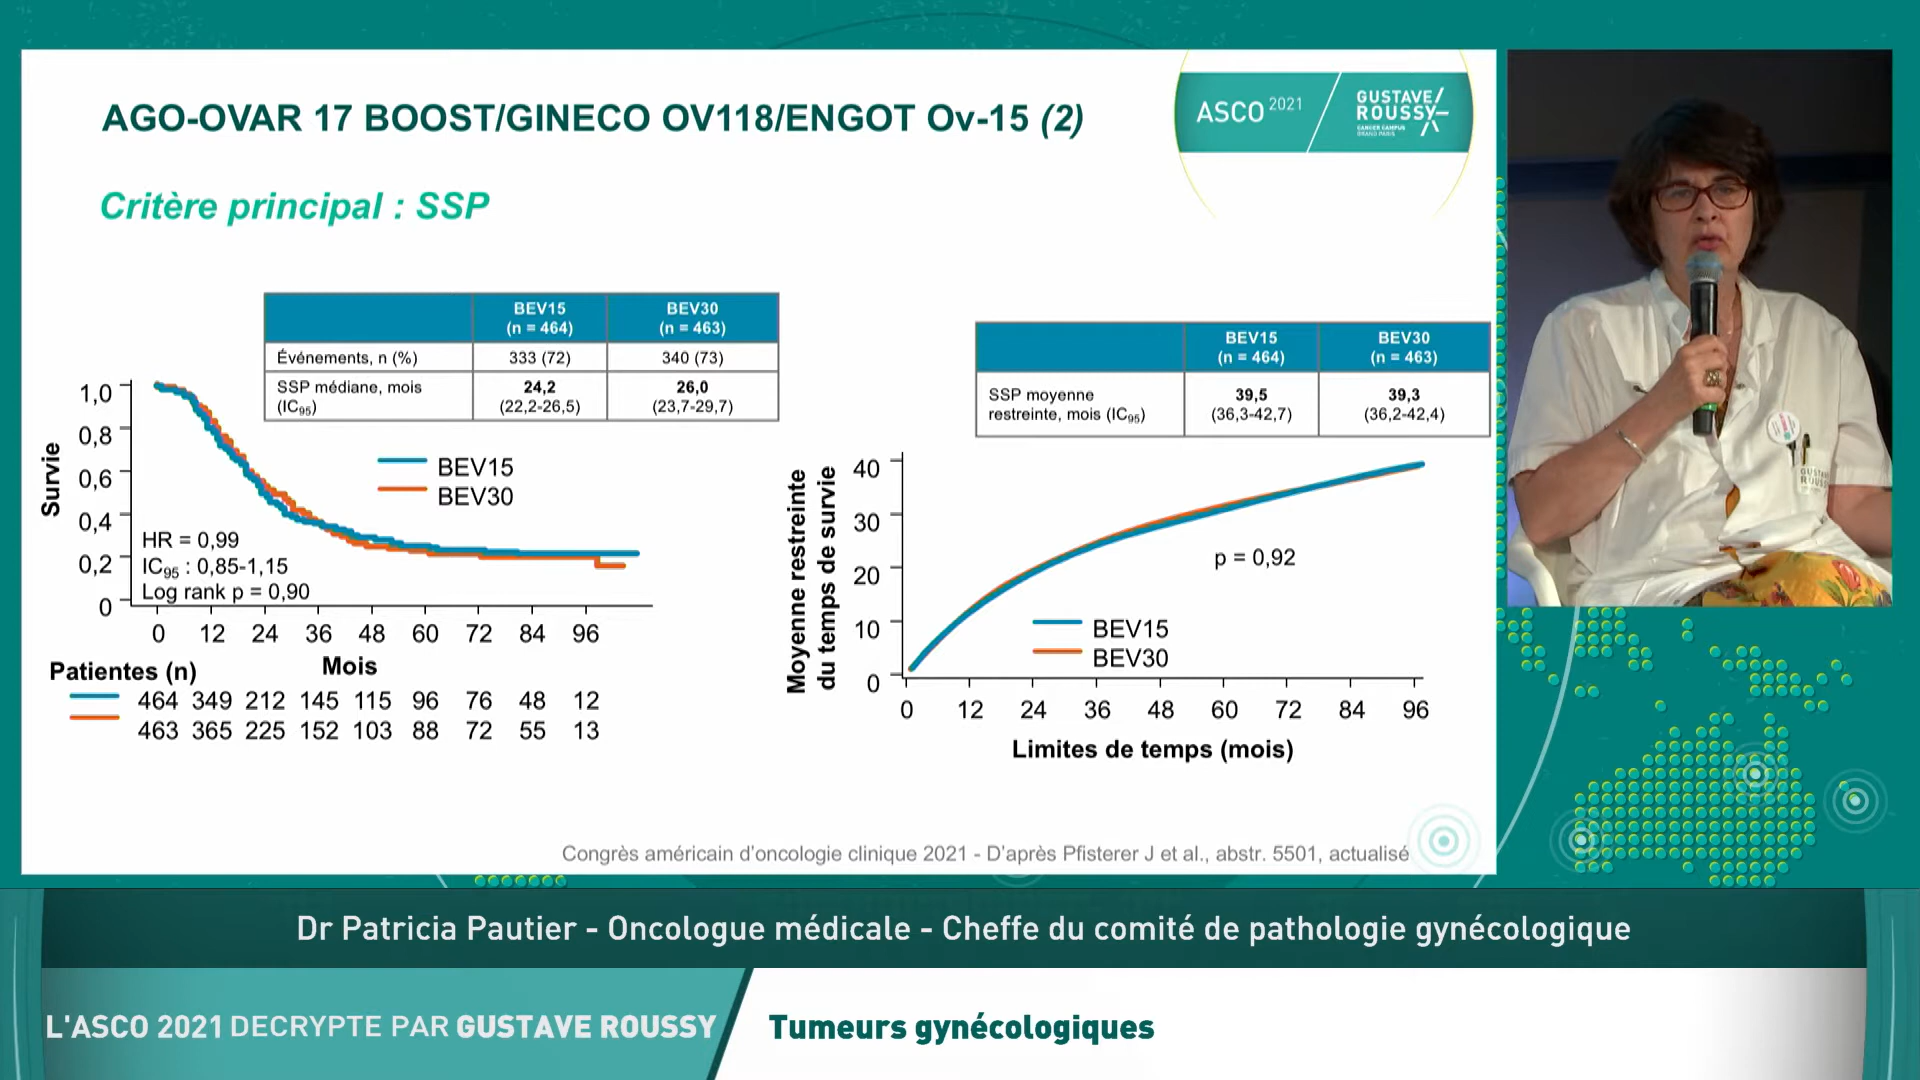 AGO-OVAR 17 BOOST/GINECO OV118/ENGOT Ov-15 (2)
ASCO 2021
GUSTAVE/
ROUSSY
CANCER CAMPUS
GRAND PARIS
Critère principal : SSP
BEV15 BEV30
(n = 464) (n = 463)
Événements, n (%) 333 (72) 340 (73)
SSP médiane, mois 24,2 26,0
(IC95) (22,2-26,5) (23,7-29,7)
Survie
1,0
0,8
0,6
0,4
0,2
0
BEV15
BEV30
HR = 0,99
IC95 : 0,85-1,15
Log rank p = 0,90
0 12 24 36 48 60 72 84 96
Mois
Patientes (n)
464 349 212 145 115 96 76 48 12
463 365 225 152 103 88 72 55 13
BEV15 BEV30
(n = 464) (n = 463)
SSP moyenne 39,5 39,3
restreinte, mois (IC95) (36,3-42,7) (36,2-42,4)
Moyenne restreinte
du temps de survie
40
30
20
10
0
p = 0,92
BEV15
BEV30
0 12 24 36 48 60 72 84 96
Limites de temps (mois)
Congrès américain d'oncologie clinique 2021 - D'après Pfisterer J et al., abstr. 5501, actualisé
Dr Patricia Pautier - Oncologue médicale - Cheffe du comité de pathologie gynécologique
L'ASCO 2021 DECRYPTE PAR GUSTAVE ROUSSY
Tumeurs gynécologiques